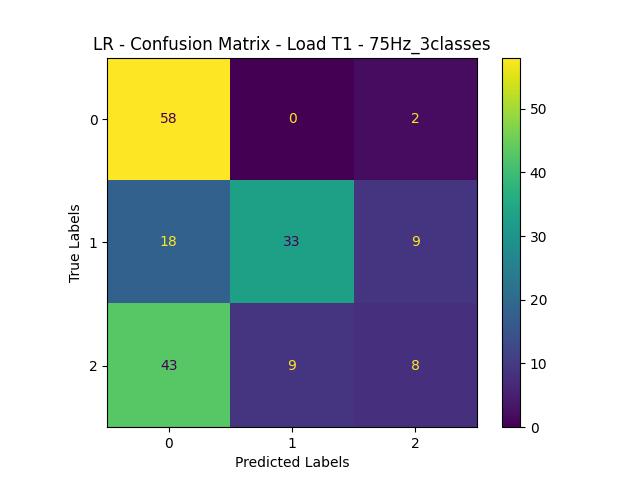 LR - Confusion Matrix - Load T1 - 75Hz_3classes
True Labels
0 58 0 2
1 18 33 9
2 43 9 8
0 1 2
Predicted Labels
50
40
30
20
10
0